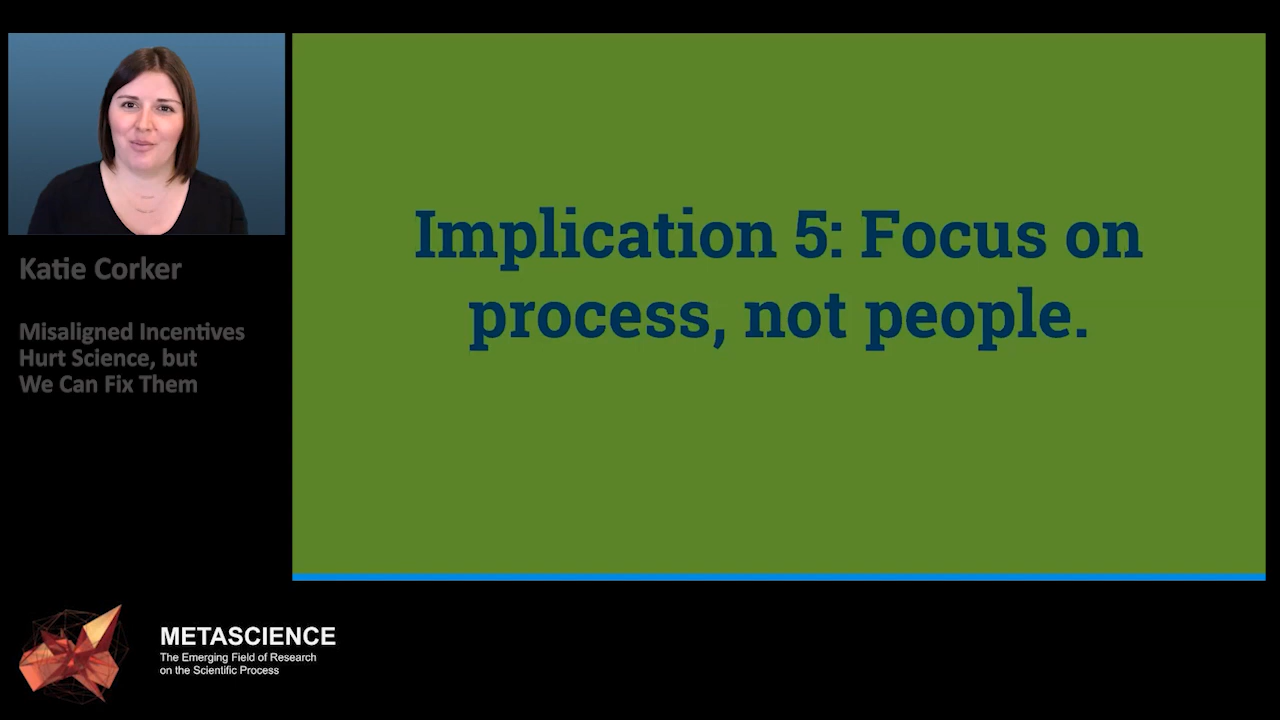 Katie Corker
Misaligned Incentives
Hurt Science, but
We Can Fix Them
Implication 5: Focus on
process, not people.
METASCIENCE
The Emerging Field of Research
on the Scientific Process